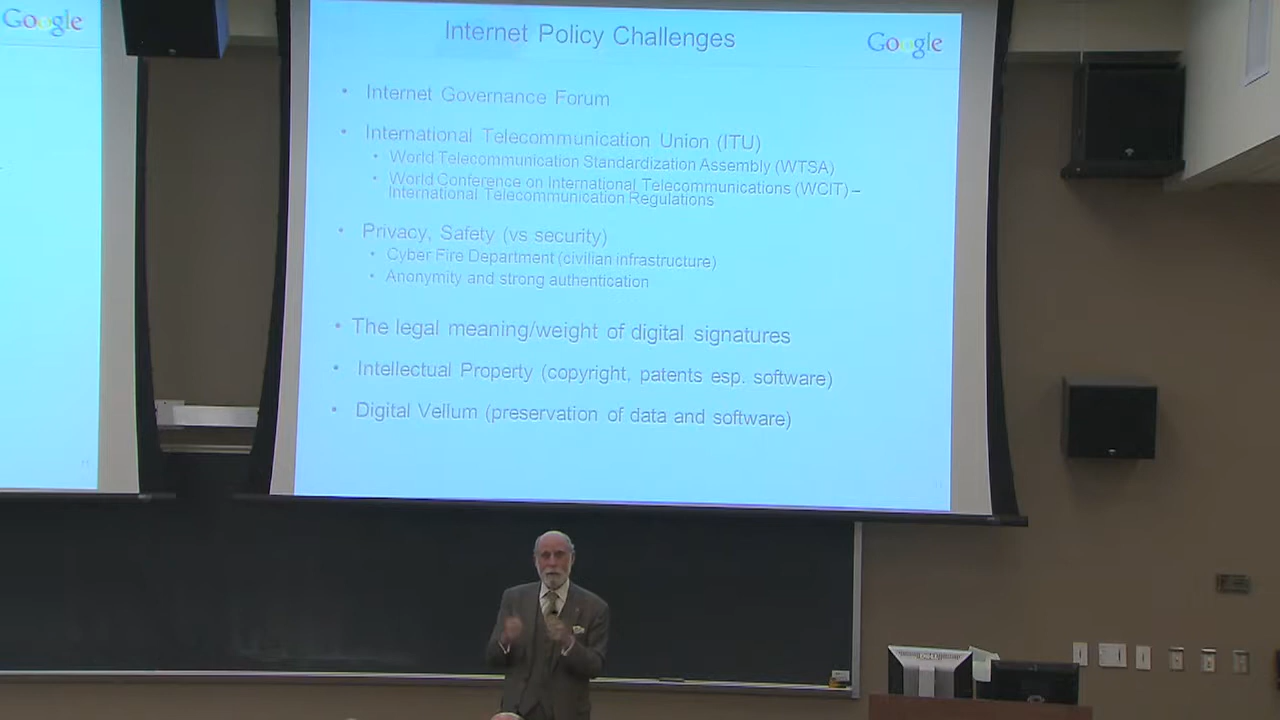 Google
Internet Policy Challenges
Google
• Internet Governance Forum
• International Telecommunication Union (ITU)
• World Telecommunication Standardization Assembly (WTSA)
• World Conference on International Telecommunications (WCIT) –
International Telecommunication Regulations
• Privacy, Safety (vs security)
• Cyber Fire Department (civilian infrastructure)
• Anonymity and strong authentication
• The legal meaning/weight of digital signatures
• Intellectual Property (copyright, patents esp. software)
• Digital Vellum (preservation of data and software)